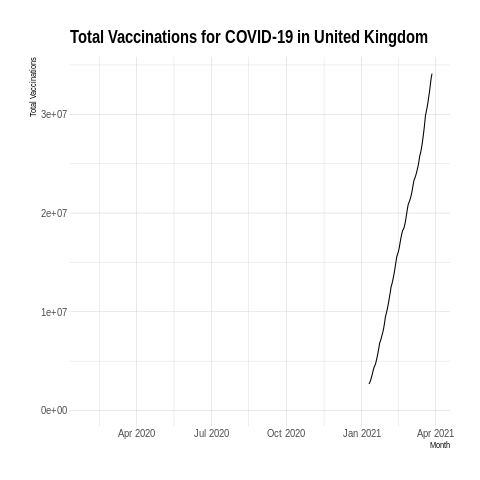 Total Vaccinations for COVID-19 in United Kingdom
Total Vaccinations
3e+07
2e+07
1e+07
0e+00
Apr 2020 Jul 2020 Oct 2020 Jan 2021 Apr 2021
Month